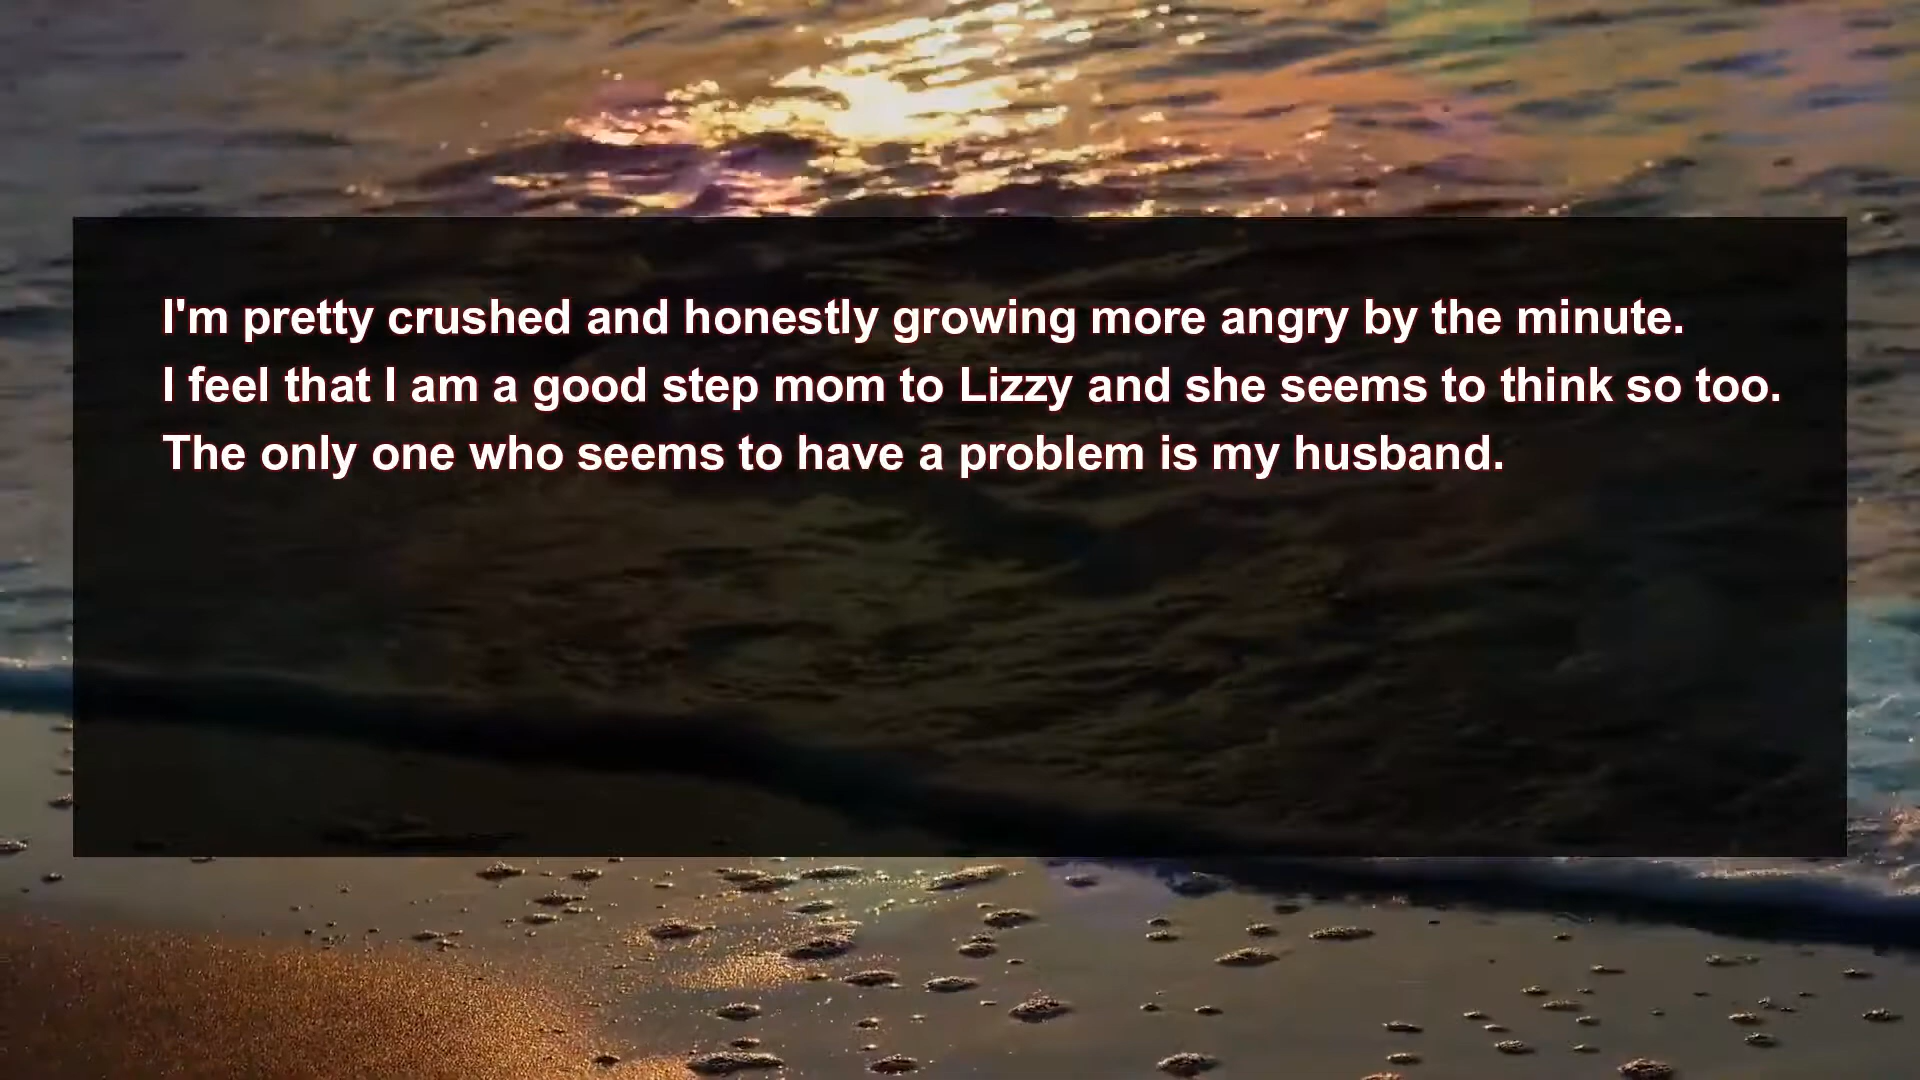 I'm pretty crushed and honestly growing more angry by the minute.
I feel that I am a good step mom to Lizzy and she seems to think so too.
The only one who seems to have a problem is my husband.